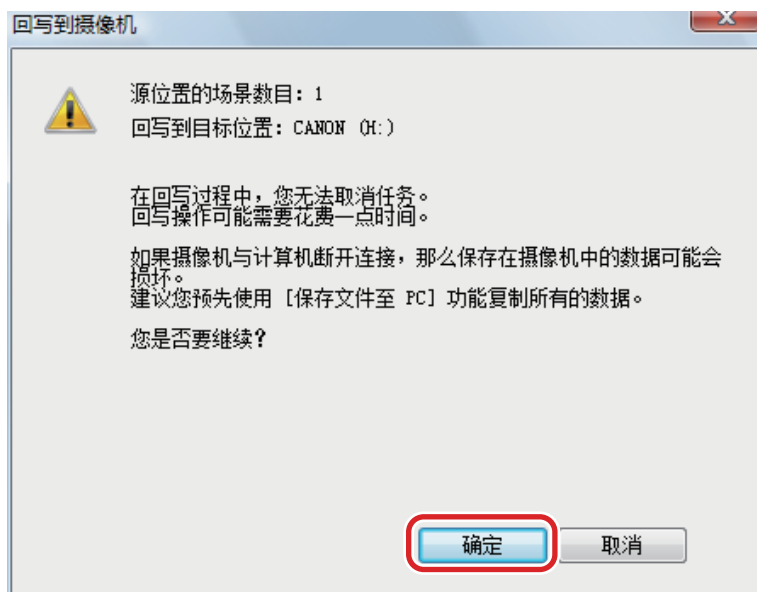 回写到摄像机
源位置的场景数目：1
回写到目标位置：CANON (H:)
在回写过程中，您无法取消任务。
回写操作可能需要花费一点时间。
如果摄像机与计算机断开连接，那么保存在摄像机中的数据可能会
损坏。
建议您预先使用 [保存文件至 PC] 功能复制所有的数据。
您是否要继续？
确定
取消